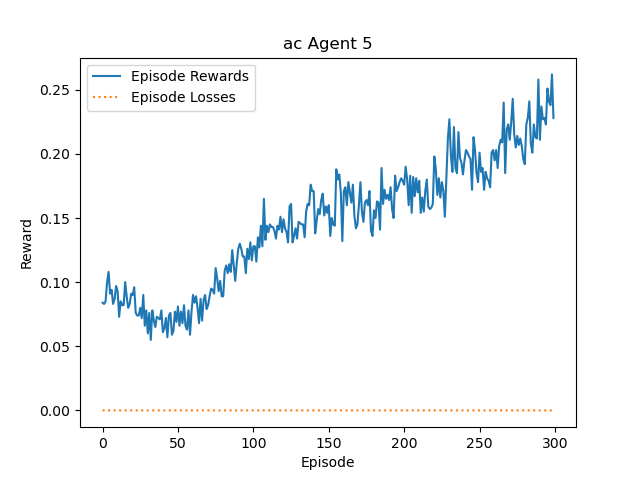 ac Agent 5
Episode Rewards
Episode Losses
Reward
0.25
0.20
0.15
0.10
0.05
0.00
0 50 100 150 200 250 300
Episode